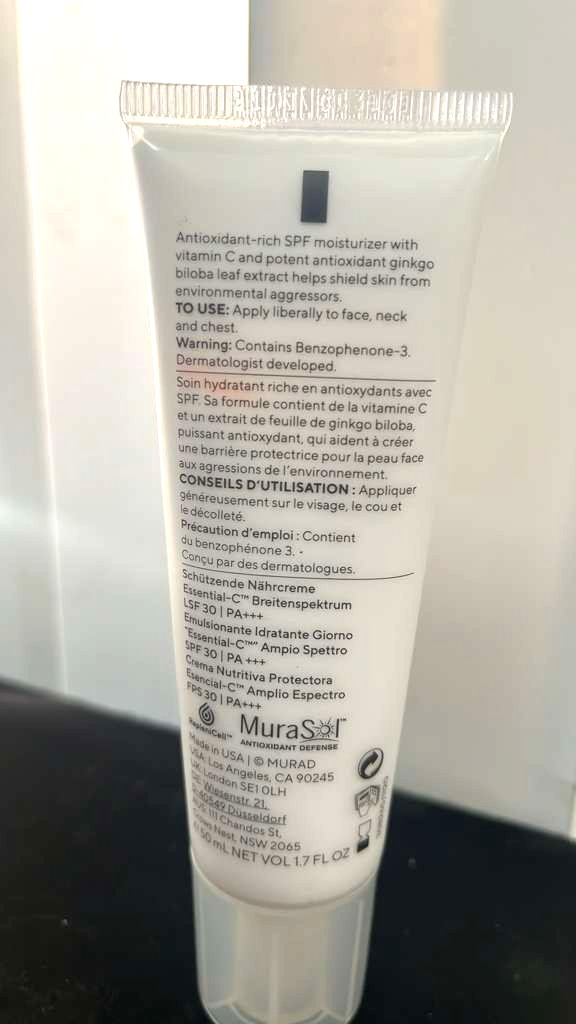 Antioxidant-rich SPF moisturizer with
vitamin C and potent antioxidant ginkgo
biloba leaf extract helps shield skin from
environmental aggressors.
TO USE: Apply liberally to face, neck
and chest.
Warning: Contains Benzophenone-3.
Dermatologist developed.
Soin hydratant riche en antioxydants avec
SPF. Sa formule contient de la vitamine C
et un extrait de feuille de ginkgo biloba,
puissant antioxydant, qui aident à créer
une barrière protectrice pour la peau face
aux agressions de l'environnement.
CONSEILS D'UTILISATION : Appliquer
généreusement sur le visage, le cou et
le décolleté.
Précaution d'emploi : Contient
du benzophénone 3. -
Conçu par des dermatologues.
Schützende Nährcreme
Essential-C™ Breitenspektrum
LSF 30 | PA+++
Emulsionante Idratante Giorno
"Essential-C™" Ampio Spettro
SPF 30 | PA +++
Crema Nutritiva Protectora
Esencial-C™ Amplio Espectro
FPS 30 | PA+++
RepleniCell™
MuraSol™
ANTIOXIDANT DEFENSE
Made in USA | © MURAD
USA: Los Angeles, CA 90245
UK: London SE1 0LH
Wiesenstr. 21,
40549 Düsseldorf
AUS: 111 Chandos St,
Crows Nest, NSW 2065
50 mL NET VOL 1.7 FL OZ